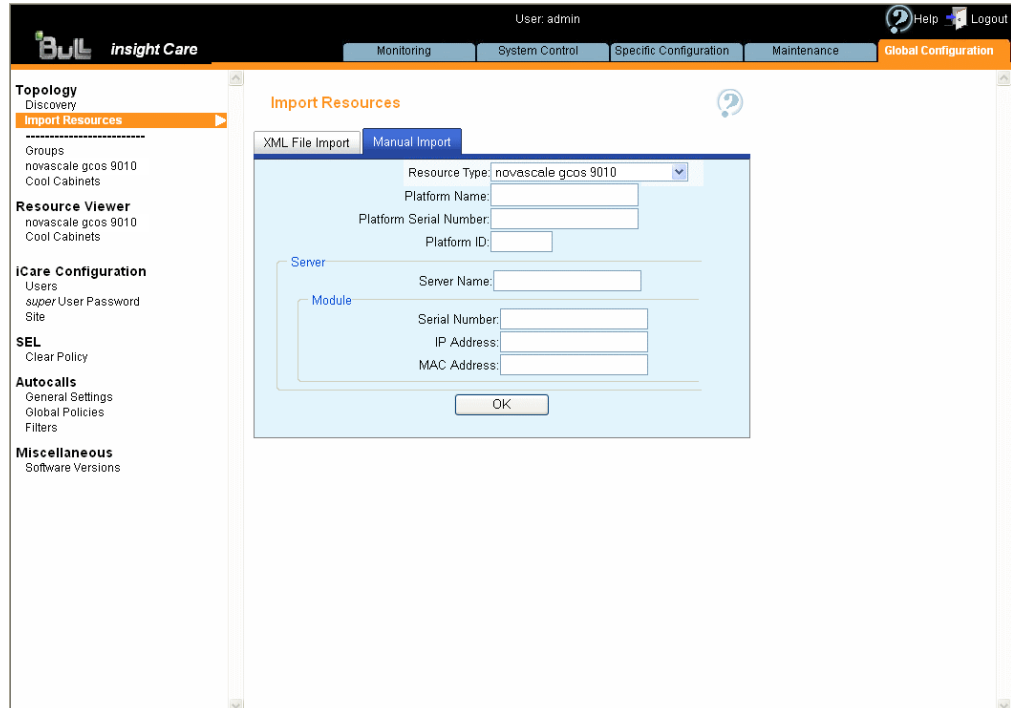 User: admin
Help
Logout
Bull
insight Care
Monitoring
System Control
Specific Configuration
Maintenance
Global Configuration
Topology
Discovery
Import Resources
------------------------
Groups
novascale gcos 9010
Cool Cabinets
Resource Viewer
novascale gcos 9010
Cool Cabinets
iCare Configuration
Users
super User Password
Site
SEL
Clear Policy
Autocalls
General Settings
Global Policies
Filters
Miscellaneous
Software Versions
Import Resources
XML File Import
Manual Import
Resource Type: novascale gcos 9010
Platform Name:
Platform Serial Number:
Platform ID:
Server
Server Name:
Module
Serial Number:
IP Address:
MAC Address:
OK